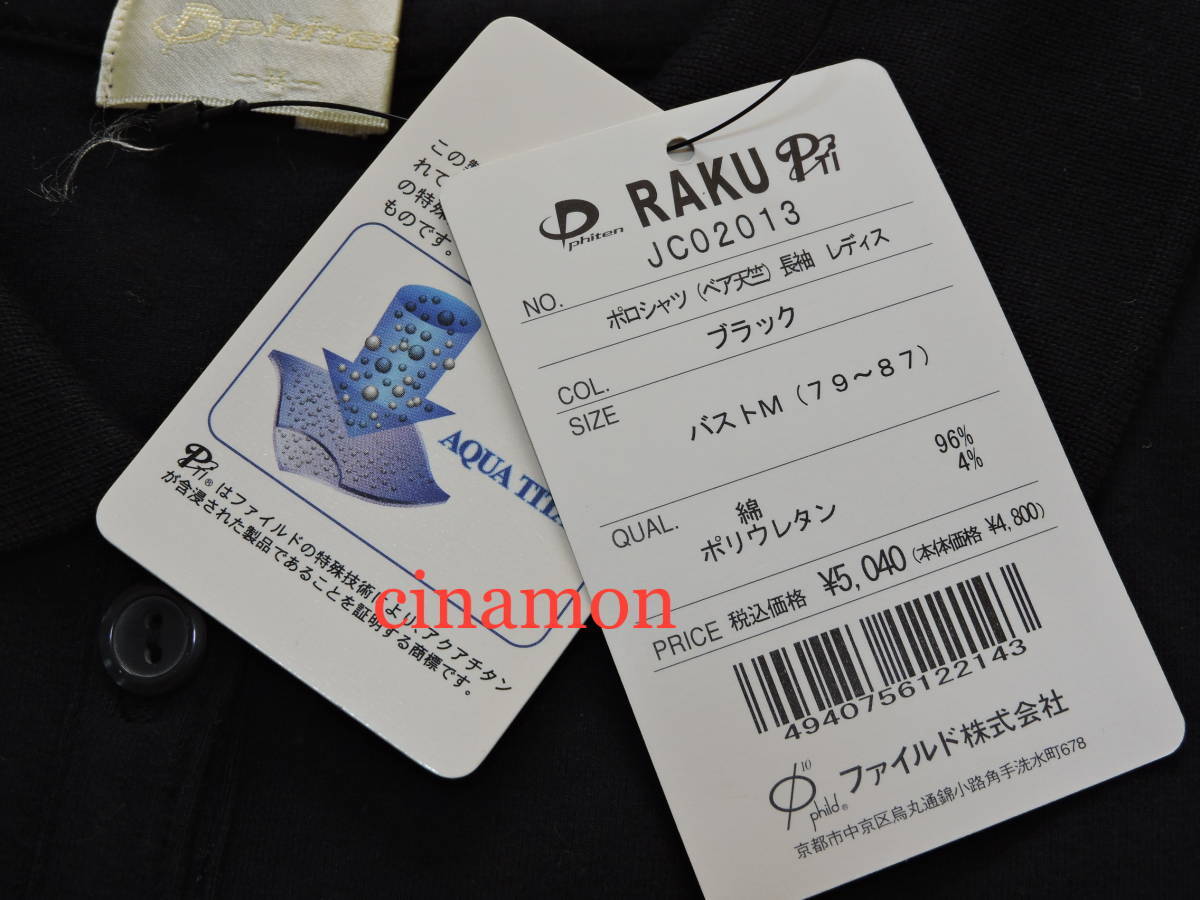 phiten
M
この
れて
の特殊
ものです。
AQUA TITA
PTi®はファイルドの特殊技術により、アクアチタン
が含浸された製品であることを証明する商標です。
cinamon
phiten RAKU PTi
NO. JC02013
ポロシャツ(ベア天竺)長袖 レディス
COL. ブラック
SIZE バストM(79~87)
QUAL. 綿 96%
ポリウレタン 4%
PRICE 税込価格 ¥5,040(本体価格 ¥4,800)
4940756122143
10 phild® ファイルド株式会社
京都市中京区烏丸通錦小路角手洗水町678